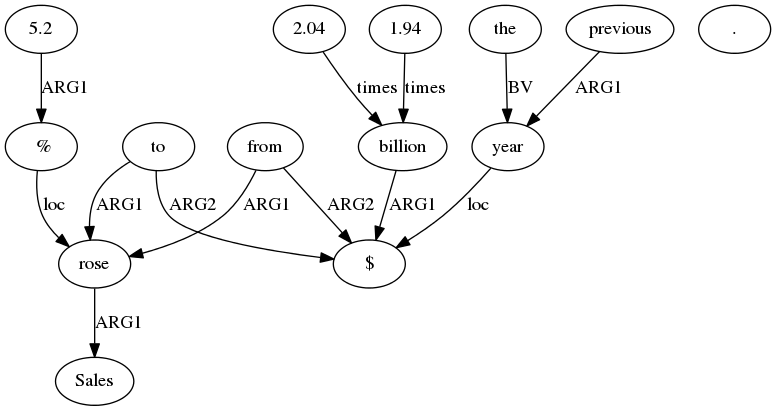 5.2 2.04 1.94 the previous .
ARG1 times times BV ARG1
% to from billion year
loc ARG1 ARG2 ARG1 ARG2 ARG1 loc
rose $
ARG1
Sales